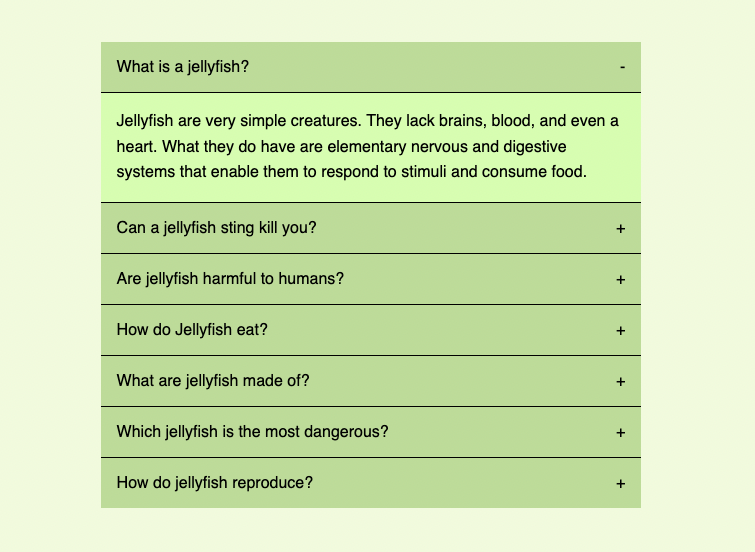 What is a jellyfish? -
Jellyfish are very simple creatures. They lack brains, blood, and even a
heart. What they do have are elementary nervous and digestive
systems that enable them to respond to stimuli and consume food.
Can a jellyfish sting kill you? +
Are jellyfish harmful to humans? +
How do Jellyfish eat? +
What are jellyfish made of? +
Which jellyfish is the most dangerous? +
How do jellyfish reproduce? +